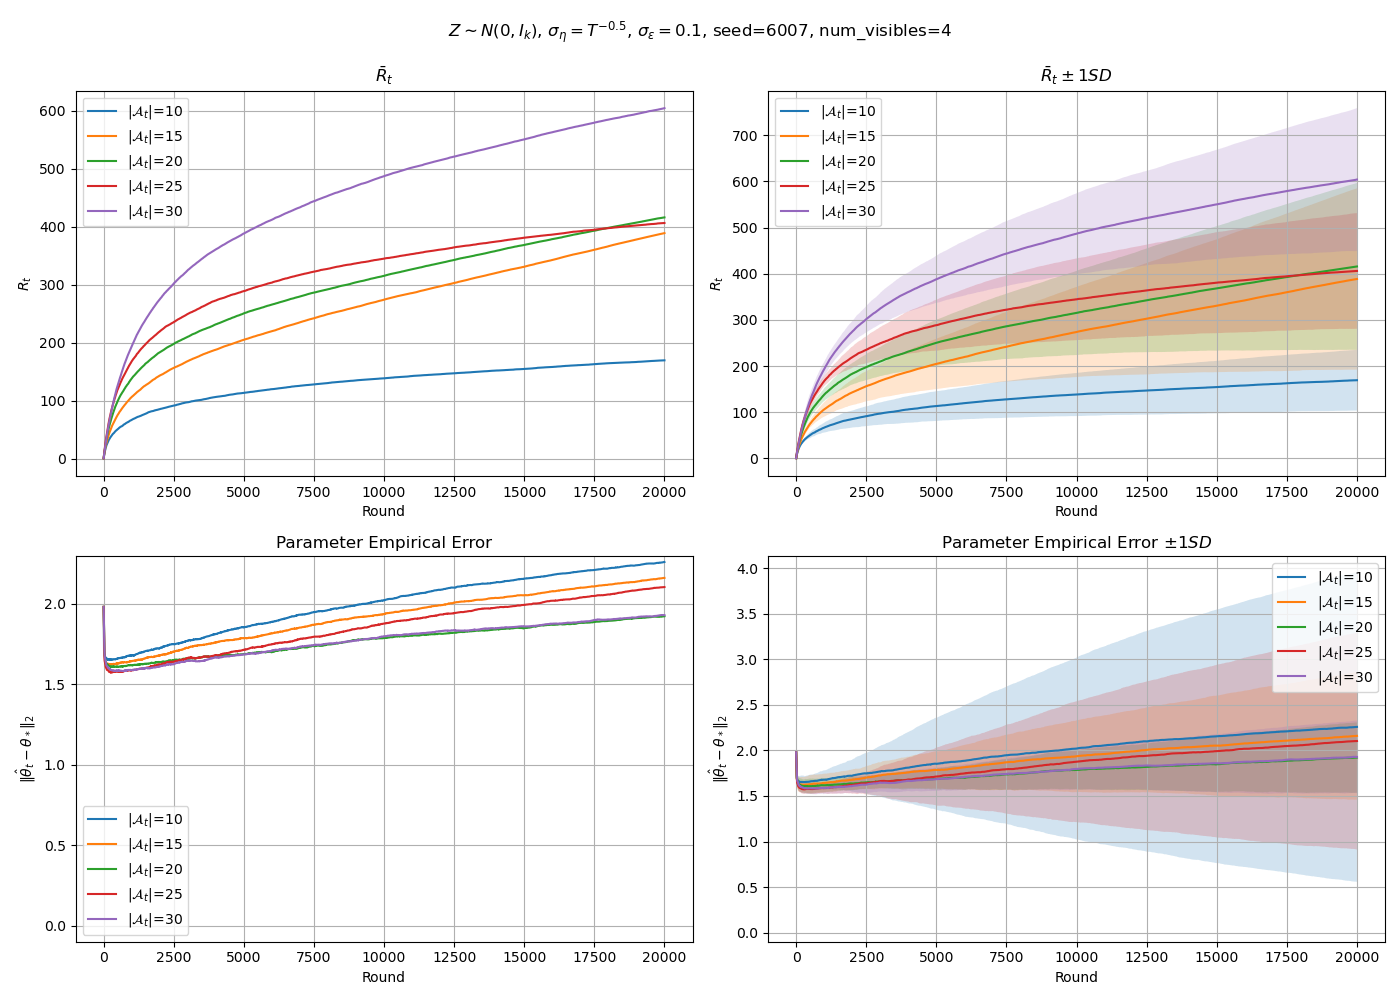 Z ∼ N(0, I_k), σ_η = T^{−0.5}, σ_ε = 0.1, seed=6007, num_visibles=4
R̄_t
R_t
600
500
400
300
200
100
0
|𝒜_t|=10
|𝒜_t|=15
|𝒜_t|=20
|𝒜_t|=25
|𝒜_t|=30
0 2500 5000 7500 10000 12500 15000 17500 20000
Round
R̄_t ± 1SD
R_t
700
600
500
400
300
200
100
0
|𝒜_t|=10
|𝒜_t|=15
|𝒜_t|=20
|𝒜_t|=25
|𝒜_t|=30
0 2500 5000 7500 10000 12500 15000 17500 20000
Round
Parameter Empirical Error
‖θ̂_t − θ_*‖_2
2.0
1.5
1.0
0.5
0.0
|𝒜_t|=10
|𝒜_t|=15
|𝒜_t|=20
|𝒜_t|=25
|𝒜_t|=30
0 2500 5000 7500 10000 12500 15000 17500 20000
Round
Parameter Empirical Error ±1SD
‖θ̂_t − θ_*‖_2
4.0
3.5
3.0
2.5
2.0
1.5
1.0
0.5
0.0
|𝒜_t|=10
|𝒜_t|=15
|𝒜_t|=20
|𝒜_t|=25
|𝒜_t|=30
0 2500 5000 7500 10000 12500 15000 17500 20000
Round